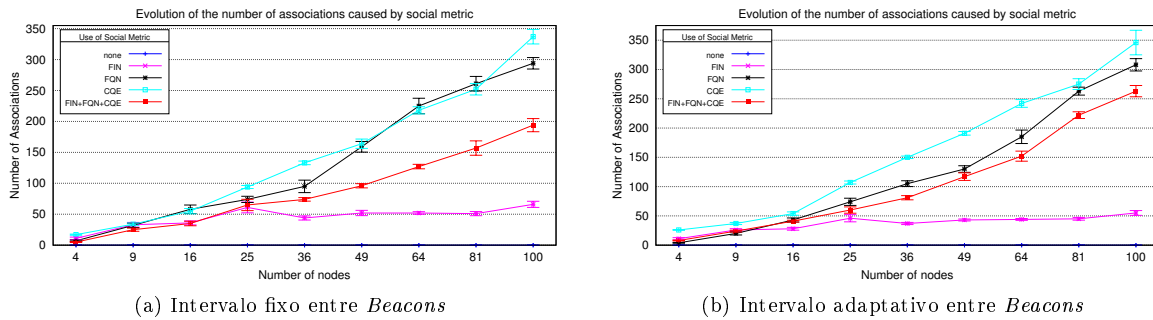 Evolution of the number of associations caused by social metric
Number of Associations
350
300
250
200
150
100
50
0
Use of Social Metric
none
FIN
FQN
CQE
FIN+FQN+CQE
4 9 16 25 36 49 64 81 100
Number of nodes
(a) Intervalo fixo entre Beacons
Evolution of the number of associations caused by social metric
Number of Associations
350
300
250
200
150
100
50
0
Use of Social Metric
none
FIN
FQN
CQE
FIN+FQN+CQE
4 9 16 25 36 49 64 81 100
Number of nodes
(b) Intervalo adaptativo entre Beacons